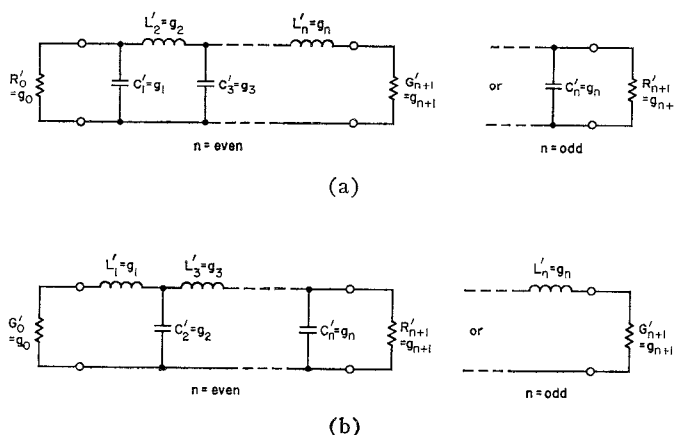 L′2=g2
L′n=gn
R′0
=g0
C′1=g1
C′3=g3
G′n+1
=gn+1
or
C′n=gn
R′n+1
=gn+
n = even
n = odd
(a)
L′1=g1
L′3=g3
L′n=gn
G′0
=g0
C′2=g2
C′n=gn
R′n+1
=gn+1
or
G′n+1
=gn+1
n = even
n = odd
(b)